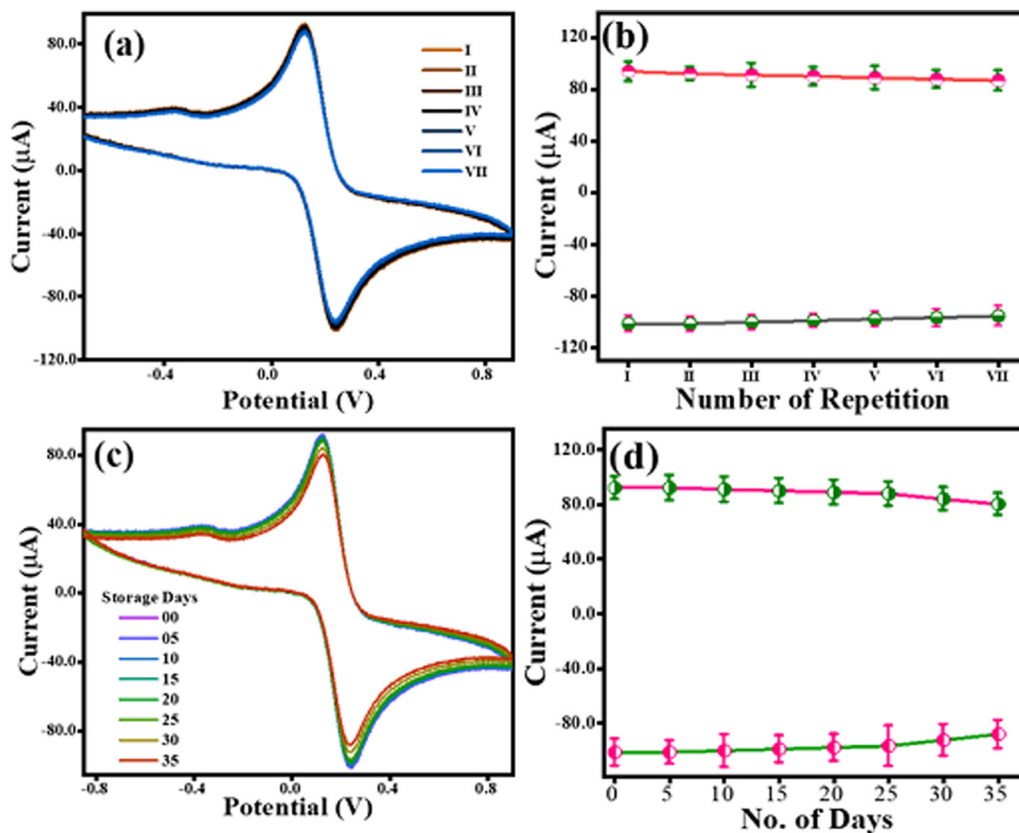 (a)
80.0
40.0
0.0
-40.0
-80.0
-120.0
Current (µA)
I
II
III
IV
V
VI
VII
-0.4
0.0
0.4
0.8
Potential (V)
(b)
120
80
40
0
-40
-80
-120
Current (µA)
I II III IV V VI VII
Number of Repetition
(c)
80.0
40.0
0.0
-40.0
-80.0
Current (µA)
Storage Days
00
05
10
15
20
25
30
35
-0.8
-0.4
0.0
0.4
0.8
Potential (V)
(d)
120.0
80.0
40.0
0.0
-40.0
-80.0
Current (µA)
0 5 10 15 20 25 30 35
No. of Days